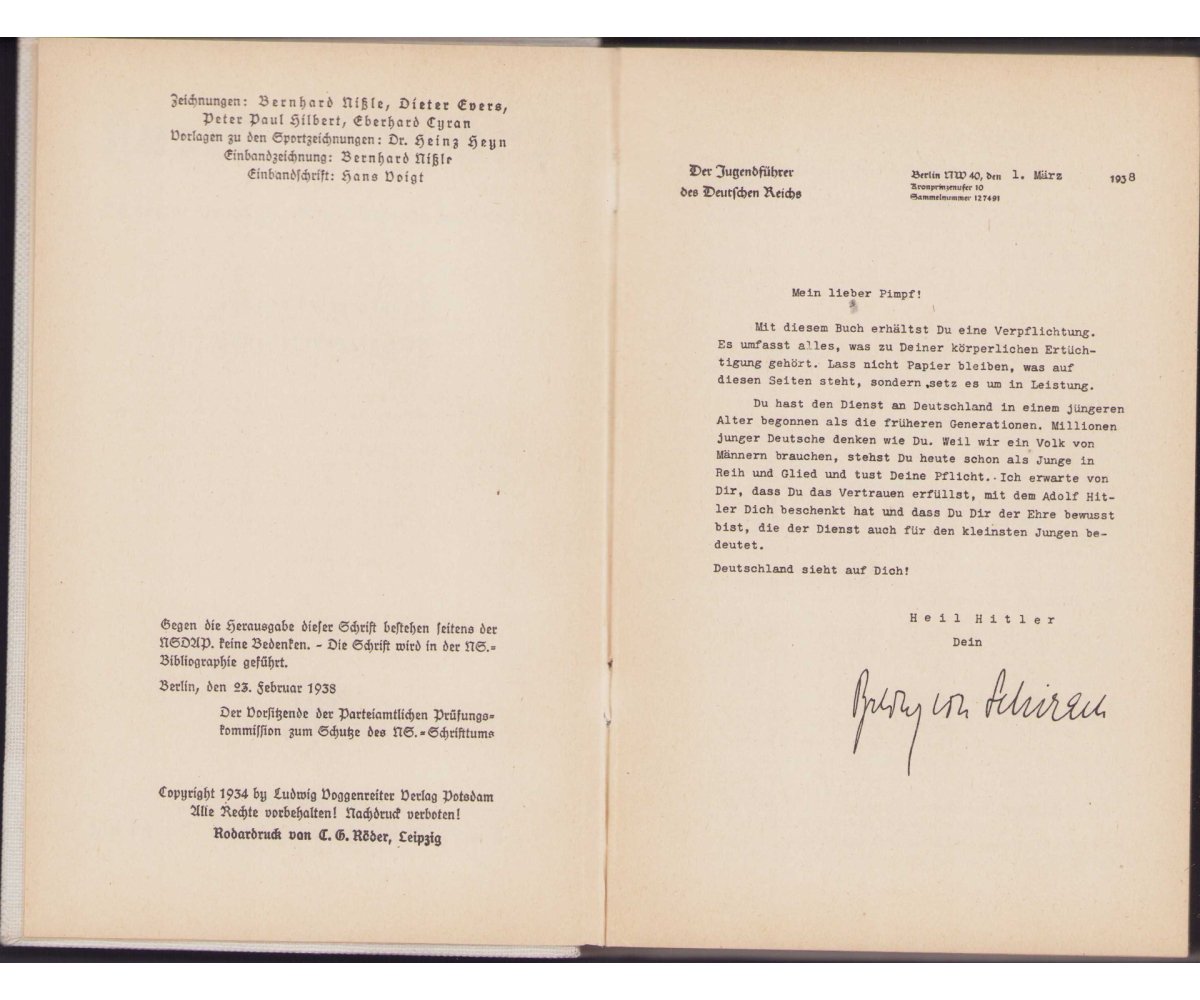 Zeichnungen: Bernhard Nißle, Dieter Evers,
Peter Paul Hilbert, Eberhard Cyran
Vorlagen zu den Sportzeichnungen: Dr. Heinz Heyn
Einbandzeichnung: Bernhard Nißle
Einbandschrift: Hans Voigt
Gegen die Herausgabe dieser Schrift bestehen seitens der
NSDAP. keine Bedenken. - Die Schrift wird in der NS.-
Bibliographie geführt.
Berlin, den 23. Februar 1938
Der Vorsitzende der Parteiamtlichen Prüfungs-
kommission zum Schutze des NS.-Schrifttums
Copyright 1934 by Ludwig Voggenreiter Verlag Potsdam
Alle Rechte vorbehalten! Nachdruck verboten!
Rodardruck von C. G. Röder, Leipzig
Der Jugendführer
des Deutschen Reichs
Berlin NW 40, den 1. März 1938
Kronprinzenufer 10
Sammelnummer 127491
Mein lieber Pimpf!
Mit diesem Buch erhältst Du eine Verpflichtung.
Es umfasst alles, was zu Deiner körperlichen Ertüch-
tigung gehört. Lass nicht Papier bleiben, was auf
diesen Seiten steht, sondern setz es um in Leistung.
Du hast den Dienst an Deutschland in einem jüngeren
Alter begonnen als die früheren Generationen. Millionen
junger Deutsche denken wie Du. Weil wir ein Volk von
Männern brauchen, stehst Du heute schon als Junge in
Reih und Glied und tust Deine Pflicht. Ich erwarte von
Dir, dass Du das Vertrauen erfüllst, mit dem Adolf Hit-
ler Dich beschenkt hat und dass Du Dir der Ehre bewusst
bist, die der Dienst auch für den kleinsten Jungen be-
deutet.
Deutschland sieht auf Dich!
Heil Hitler
Dein
Baldur von Schirach